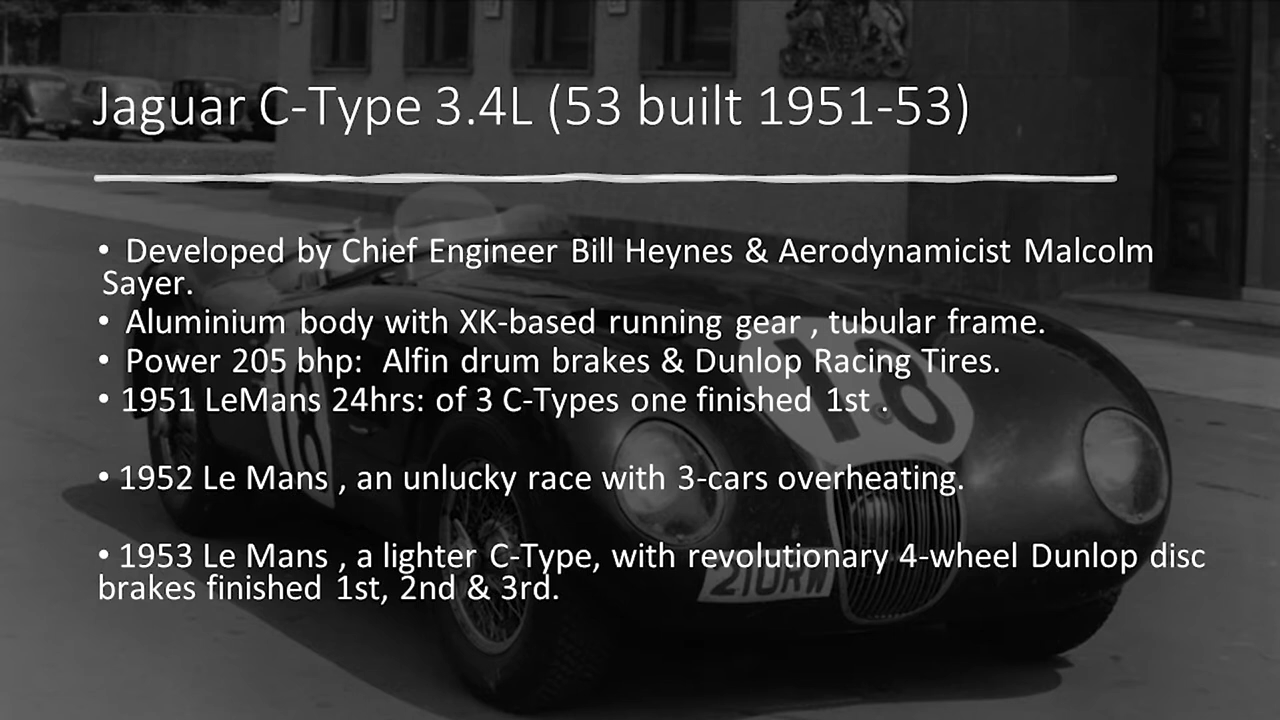 Jaguar C-Type 3.4L (53 built 1951-53)
• Developed by Chief Engineer Bill Heynes & Aerodynamicist Malcolm
Sayer.
• Aluminium body with XK-based running gear , tubular frame.
• Power 205 bhp: Alfin drum brakes & Dunlop Racing Tires.
• 1951 LeMans 24hrs: of 3 C-Types one finished 1st .
18
18
• 1952 Le Mans , an unlucky race with 3-cars overheating.
• 1953 Le Mans , a lighter C-Type, with revolutionary 4-wheel Dunlop disc
brakes finished 1st, 2nd & 3rd.